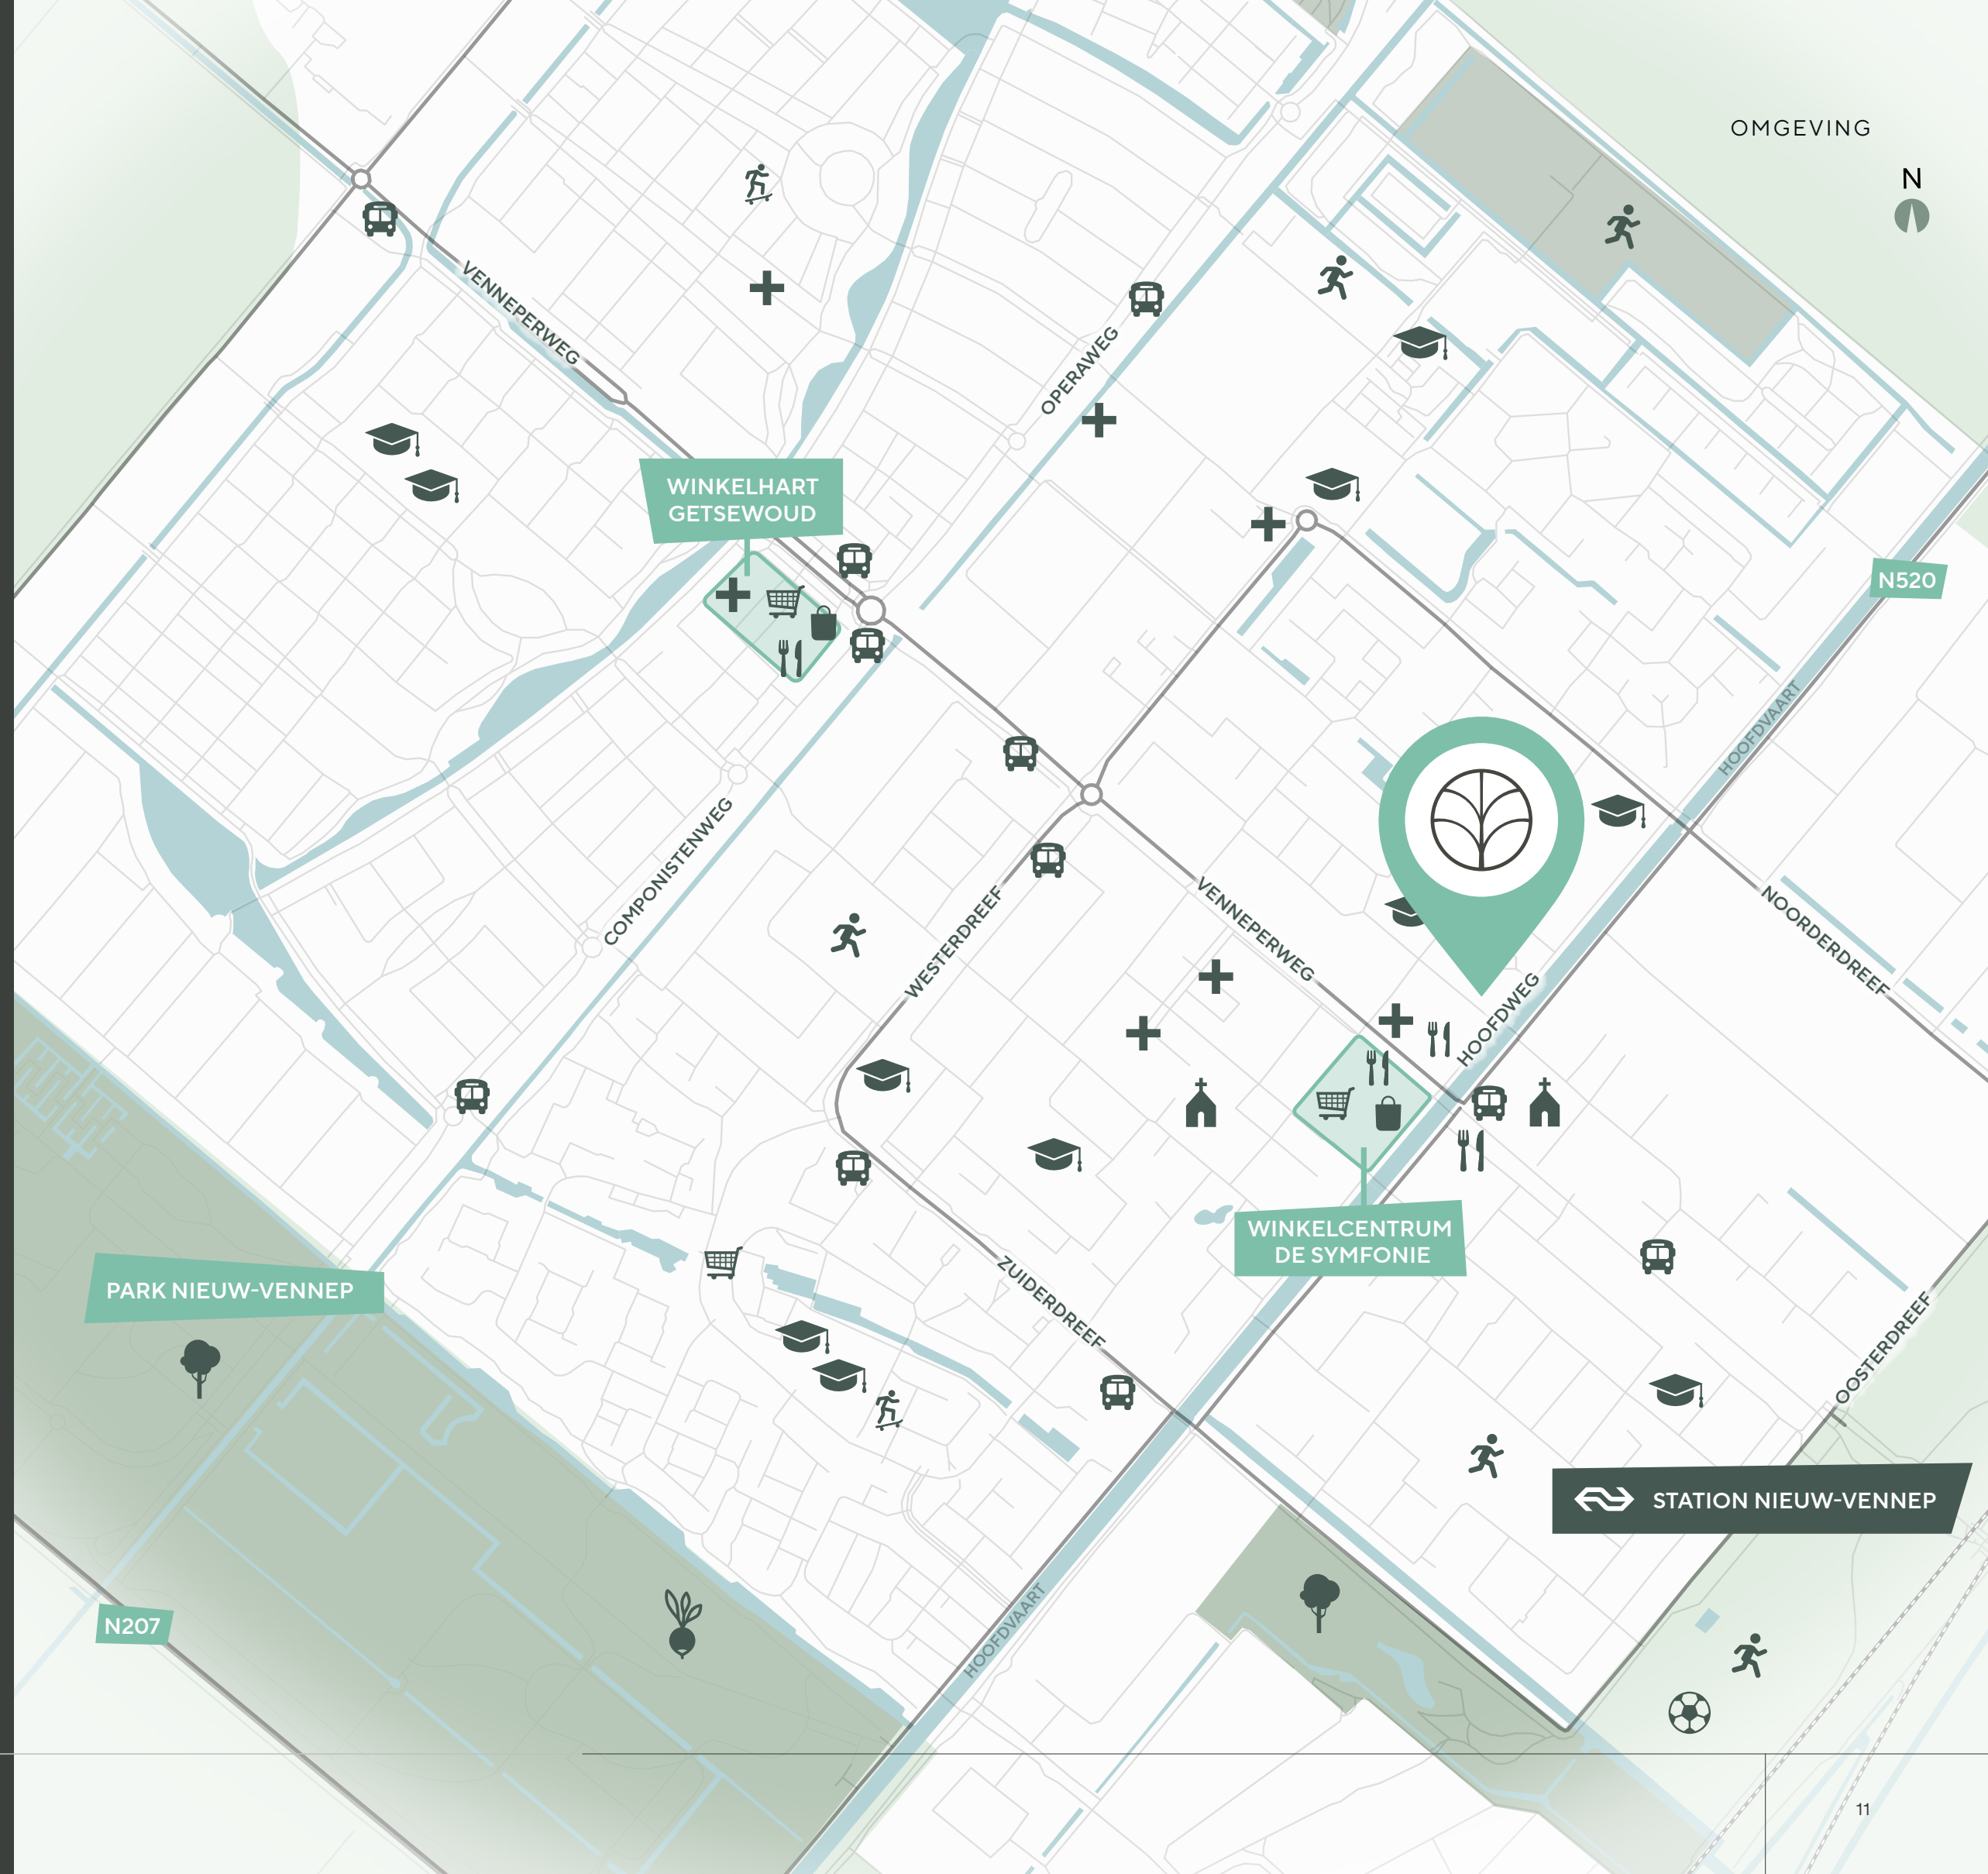 OMGEVING
N
VENNEPERWEG
OPERAWEG
WINKELHART
GETSEWOUD
N520
HOOFDVAART
COMPONISTENWEG
WESTERDREEF
VENNEPERWEG
NOORDERDREEF
HOOFDWEG
WINKELCENTRUM
DE SYMFONIE
PARK NIEUW-VENNEP
ZUIDERDREEF
OOSTERDREEF
STATION NIEUW-VENNEP
HOOFDVAART
N207
11